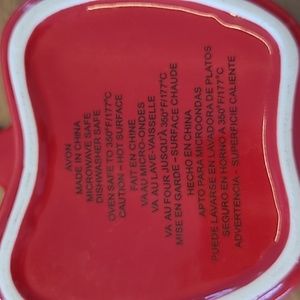 AVON
MADE IN CHINA
MICROWAVE SAFE
DISHWASHER SAFE
OVEN SAFE TO 350°F/177°C
CAUTION - HOT SURFACE
FAIT EN CHINE
VA AU MICRO-ONDES
VA AU LAVE-VAISSELLE
VA AU FOUR JUSQU'À 350°F/177°C
MISE EN GARDE - SURFACE CHAUDE
HECHO EN CHINA
APTO PARA MICROONDAS
PUEDE LAVARSE EN LAVADORA DE PLATOS
SEGURO EN HORNO A 350°F/177°C
ADVERTENCIA - SUPERFICIE CALIENTE